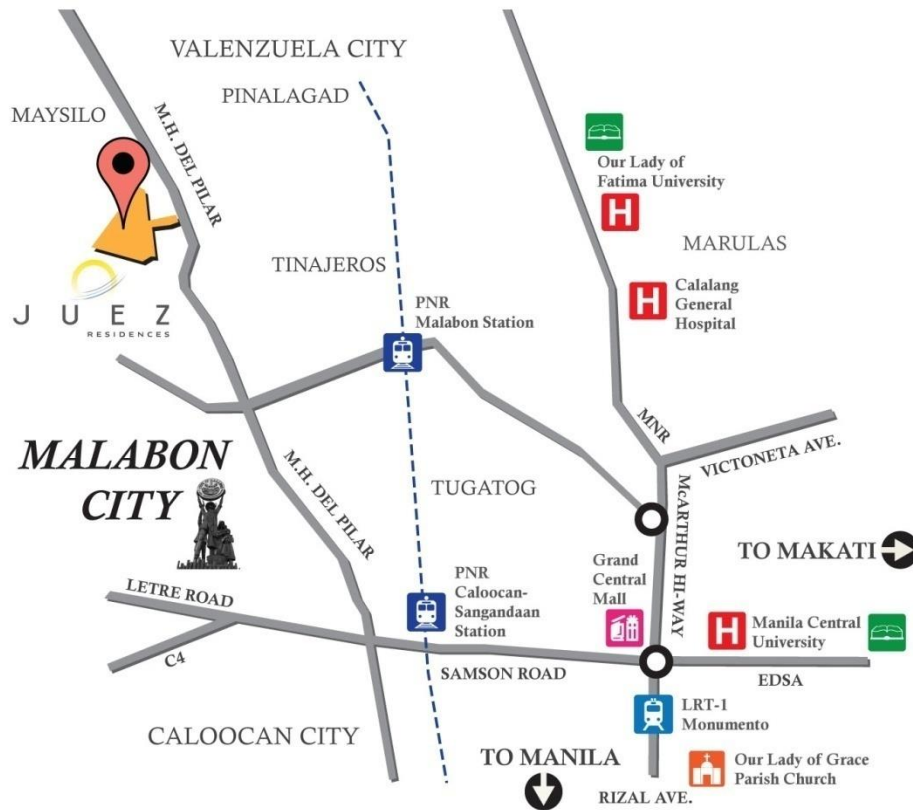 VALENZUELA CITY
PINALAGAD
MAYSILO
M.H. DEL PILAR
Our Lady of
Fatima University
H
MARULAS
TINAJEROS
JUEZ
RESIDENCES
PNR
Malabon Station
H
Calalang
General
Hospital
MNR
VICTONETA AVE.
MALABON
CITY
M.H. DEL PILAR
TUGATOG
McARTHUR HI-WAY
TO MAKATI
Grand
Central
Mall
PNR
Caloocan-
Sangandaan
Station
LETRE ROAD
C4
H
Manila Central
University
SAMSON ROAD
EDSA
CALOOCAN CITY
LRT-1
Monumento
TO MANILA
Our Lady of Grace
Parish Church
RIZAL AVE.